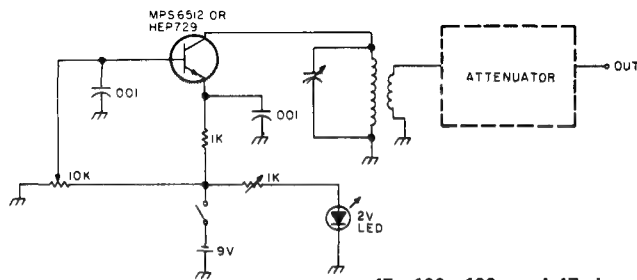 MPS6512 OR
HEP729
001
001
1K
10K
1K
2V
LED
9V
ATTENUATOR
OUT